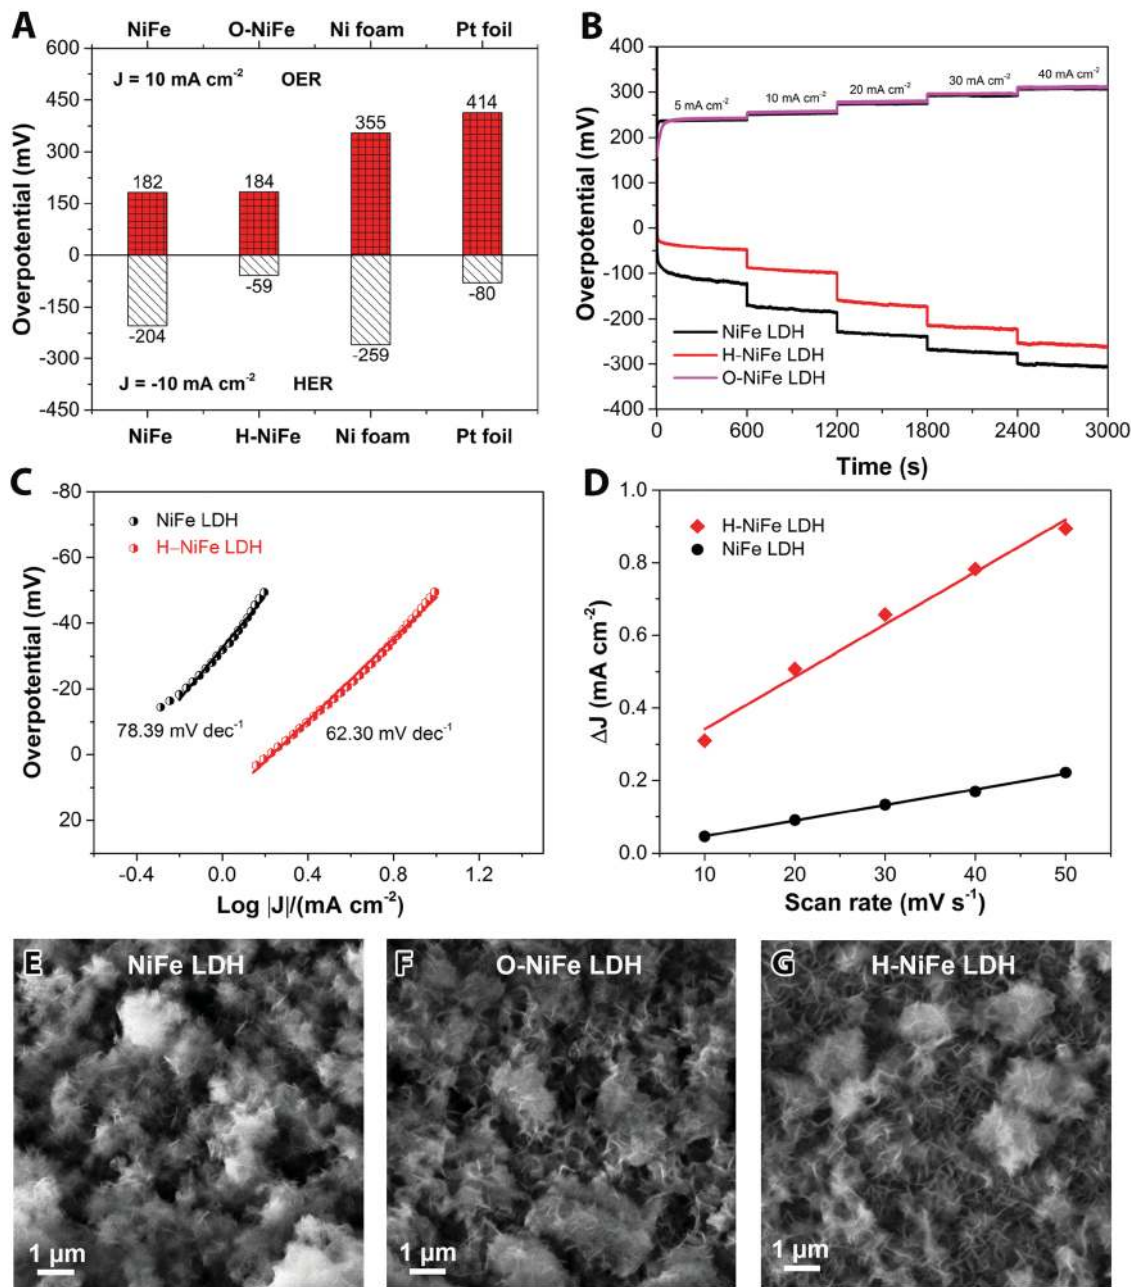 A
NiFe O-NiFe Ni foam Pt foil
J = 10 mA cm⁻² OER
600
450
300
150
0
-150
-300
-450
Overpotential (mV)
182
184
355
414
-204
-59
-259
-80
J = -10 mA cm⁻² HER
NiFe H-NiFe Ni foam Pt foil
B
400
300
200
100
0
-100
-200
-300
-400
Overpotential (mV)
5 mA cm⁻²
10 mA cm⁻²
20 mA cm⁻²
30 mA cm⁻²
40 mA cm⁻²
NiFe LDH
H-NiFe LDH
O-NiFe LDH
0 600 1200 1800 2400 3000
Time (s)
C
-80
-60
-40
-20
0
20
Overpotential (mV)
NiFe LDH
H–NiFe LDH
78.39 mV dec⁻¹
62.30 mV dec⁻¹
-0.4 0.0 0.4 0.8 1.2
Log |J|/(mA cm⁻²)
D
1.0
0.8
0.6
0.4
0.2
0.0
ΔJ (mA cm⁻²)
H-NiFe LDH
NiFe LDH
10 20 30 40 50
Scan rate (mV s⁻¹)
E
NiFe LDH
1 µm
F
O-NiFe LDH
1 µm
G
H-NiFe LDH
1 µm